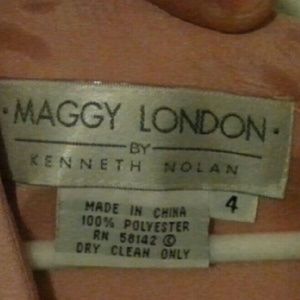 · MAGGY LONDON ·
BY
KENNETH NOLAN
4
MADE IN CHINA
100% POLYESTER
RN 58142 ©
DRY CLEAN ONLY